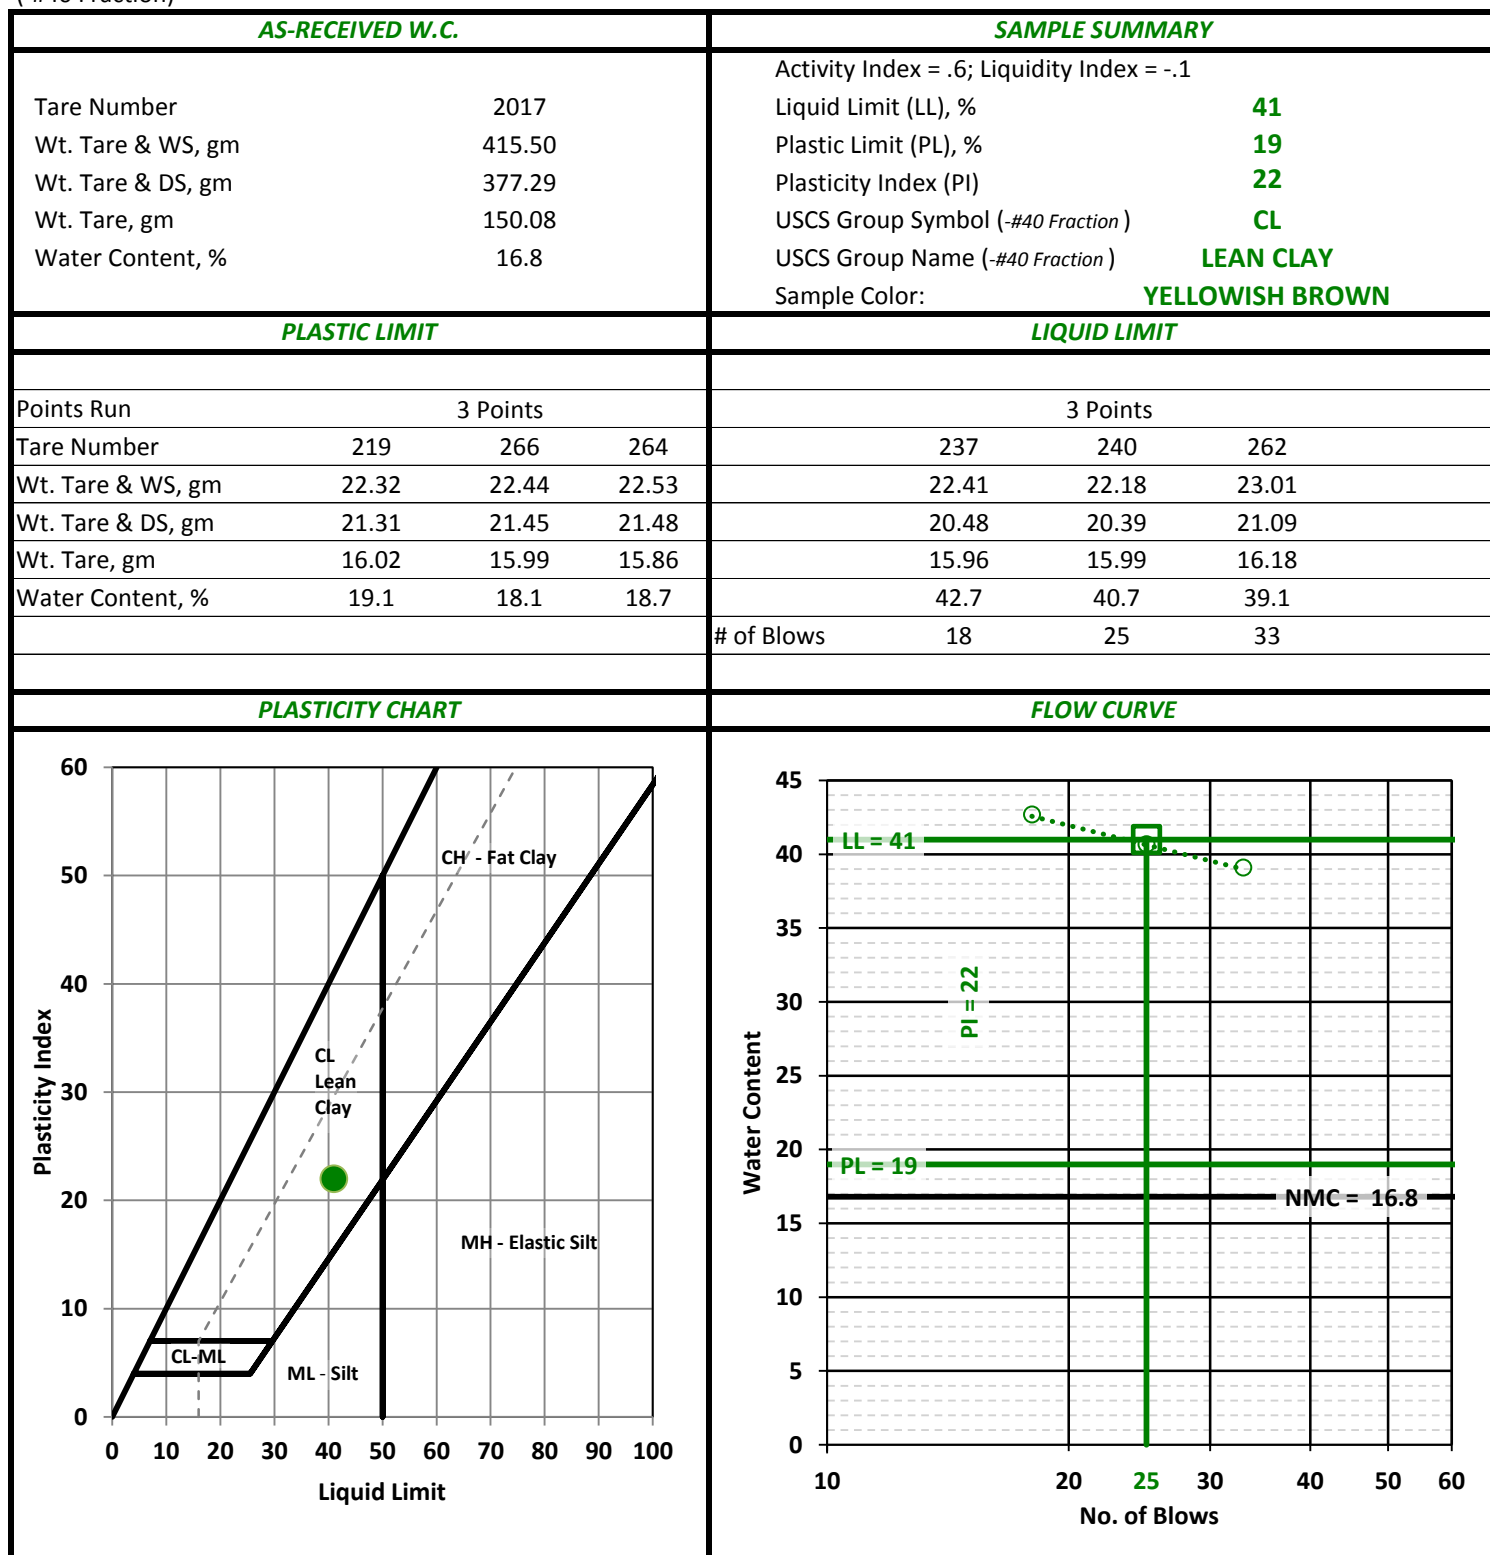 (-#40 Fraction)
AS-RECEIVED W.C.
SAMPLE SUMMARY
Activity Index = .6; Liquidity Index = -.1
Tare Number 2017
Liquid Limit (LL), % 41
Wt. Tare & WS, gm 415.50
Plastic Limit (PL), % 19
Wt. Tare & DS, gm 377.29
Plasticity Index (PI) 22
Wt. Tare, gm 150.08
USCS Group Symbol (-#40 Fraction ) CL
Water Content, % 16.8
USCS Group Name (-#40 Fraction ) LEAN CLAY
Sample Color: YELLOWISH BROWN
PLASTIC LIMIT
LIQUID LIMIT
Points Run 3 Points 3 Points
Tare Number 219 266 264 237 240 262
Wt. Tare & WS, gm 22.32 22.44 22.53 22.41 22.18 23.01
Wt. Tare & DS, gm 21.31 21.45 21.48 20.48 20.39 21.09
Wt. Tare, gm 16.02 15.99 15.86 15.96 15.99 16.18
Water Content, % 19.1 18.1 18.7 42.7 40.7 39.1
# of Blows 18 25 33
PLASTICITY CHART
60
50
40
30
20
10
0
Plasticity Index
CH - Fat Clay
CL
Lean
Clay
MH - Elastic Silt
CL-ML
ML - Silt
0 10 20 30 40 50 60 70 80 90 100
Liquid Limit
FLOW CURVE
45
40
35
30
25
20
15
10
5
0
Water Content
LL = 41
PI = 22
PL = 19
NMC = 16.8
10 20 25 30 40 50 60
No. of Blows